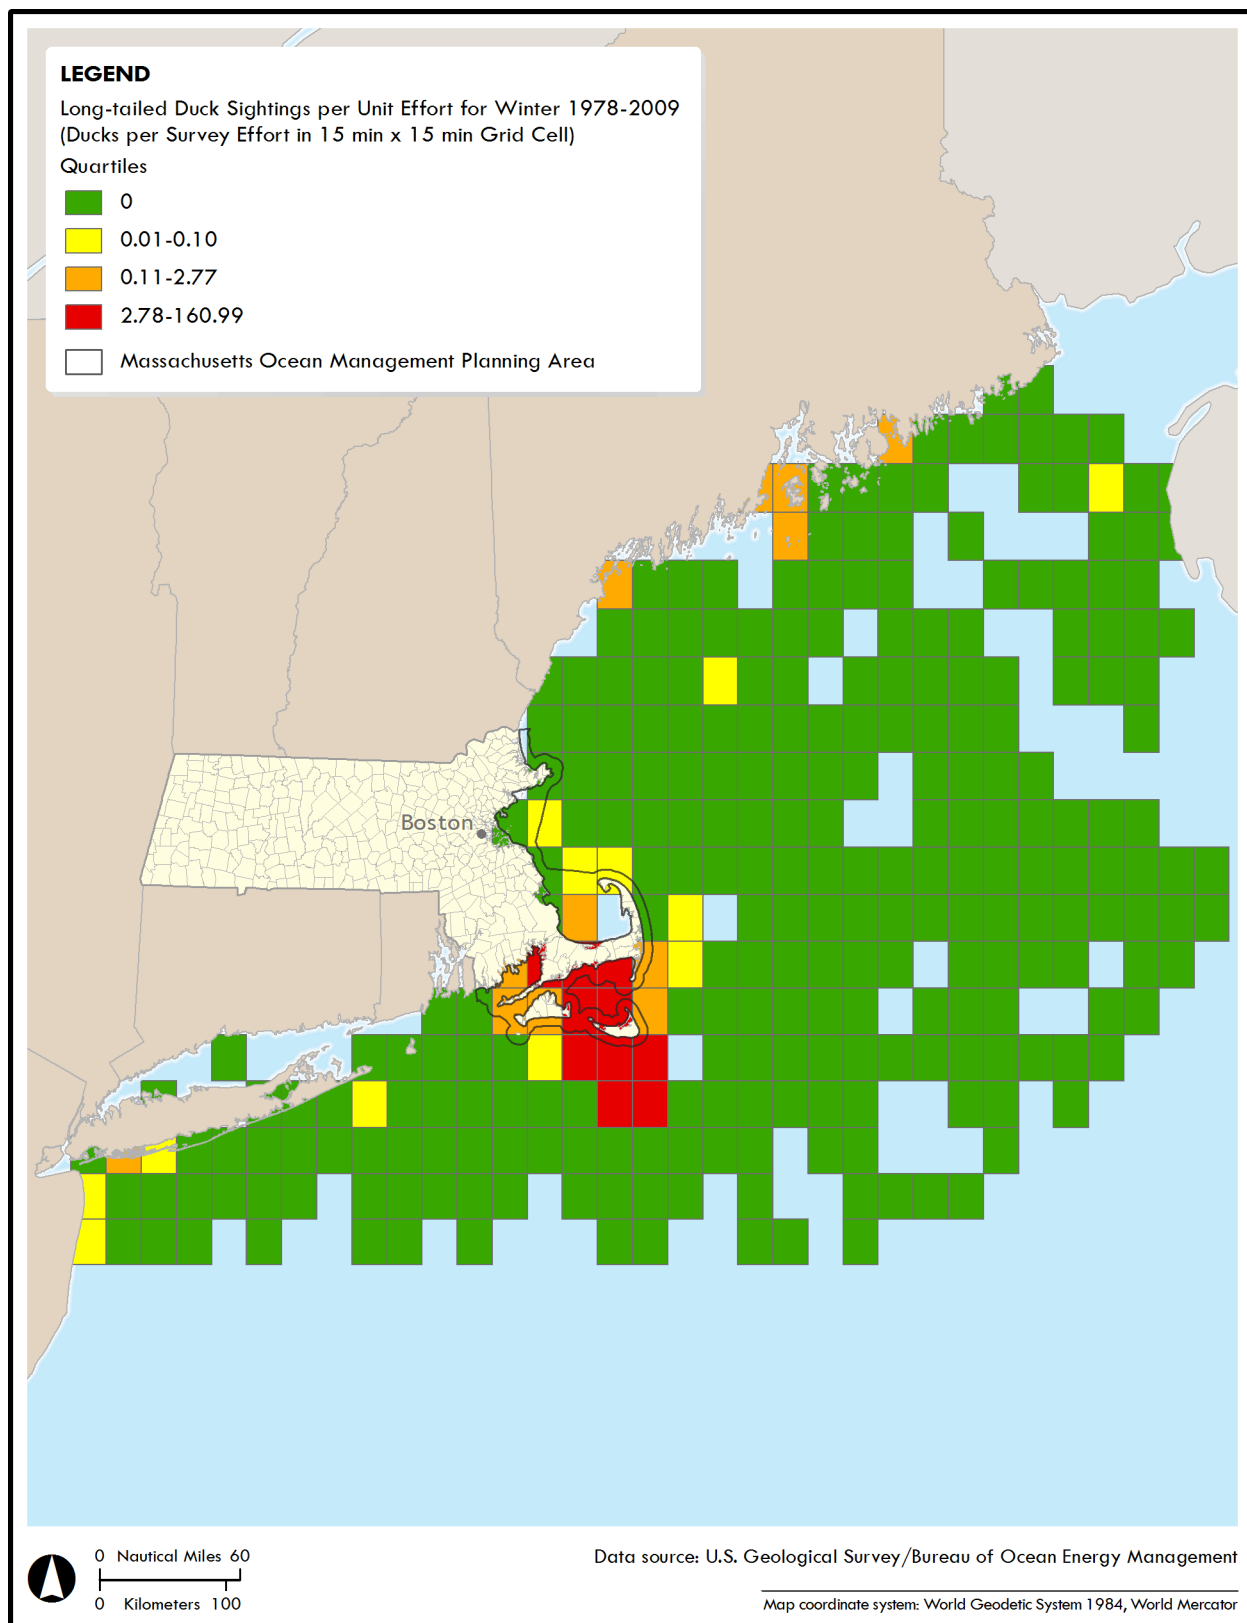 LEGEND
Long-tailed Duck Sightings per Unit Effort for Winter 1978-2009
(Ducks per Survey Effort in 15 min x 15 min Grid Cell)
Quartiles
0
0.01-0.10
0.11-2.77
2.78-160.99
Massachusetts Ocean Management Planning Area
Boston
0 Nautical Miles 60
0 Kilometers 100
Data source: U.S. Geological Survey/Bureau of Ocean Energy Management
Map coordinate system: World Geodetic System 1984, World Mercator